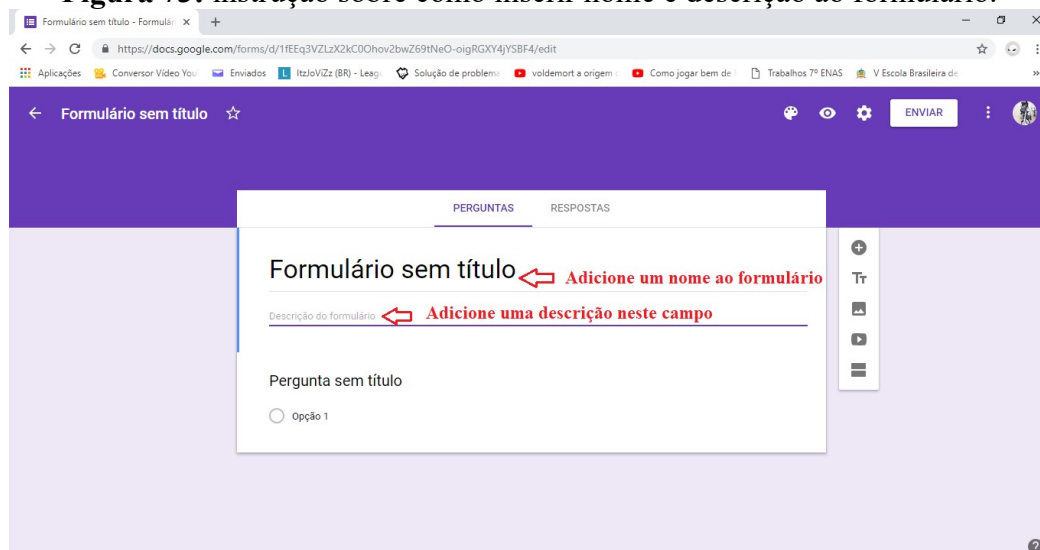 Figura 75: instrução sobre como inserir nome e descrição ao formulário.
Formulário sem título - Formulári
https://docs.google.com/forms/d/1fEEq3VZLzX2kC0Ohov2bwZ69tNeO-oigRGXY4jYSBF4/edit
Aplicações Conversor Vídeo You Enviados ItzJoViZz (BR) - Leagu Solução de problema voldemort a origem Como jogar bem de Trabalhos 7º ENAS V Escola Brasileira de »
Formulário sem título ENVIAR
PERGUNTAS RESPOSTAS
Formulário sem título Adicione um nome ao formulário
Tт
Descrição do formulário Adicione uma descrição neste campo
Pergunta sem título
Opção 1